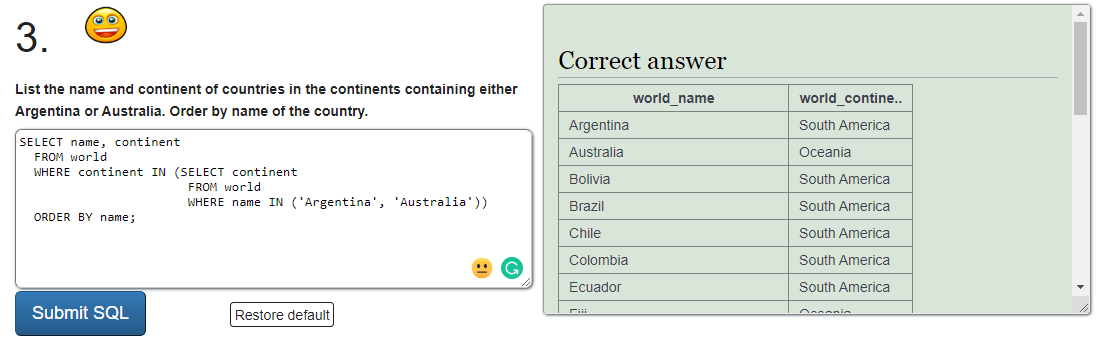 3.
List the name and continent of countries in the continents containing either
Argentina or Australia. Order by name of the country.
SELECT name, continent
FROM world
WHERE continent IN (SELECT continent
FROM world
WHERE name IN ('Argentina', 'Australia'))
ORDER BY name;
Submit SQL
Restore default
Correct answer
world_name world_contine..
Argentina South America
Australia Oceania
Bolivia South America
Brazil South America
Chile South America
Colombia South America
Ecuador South America